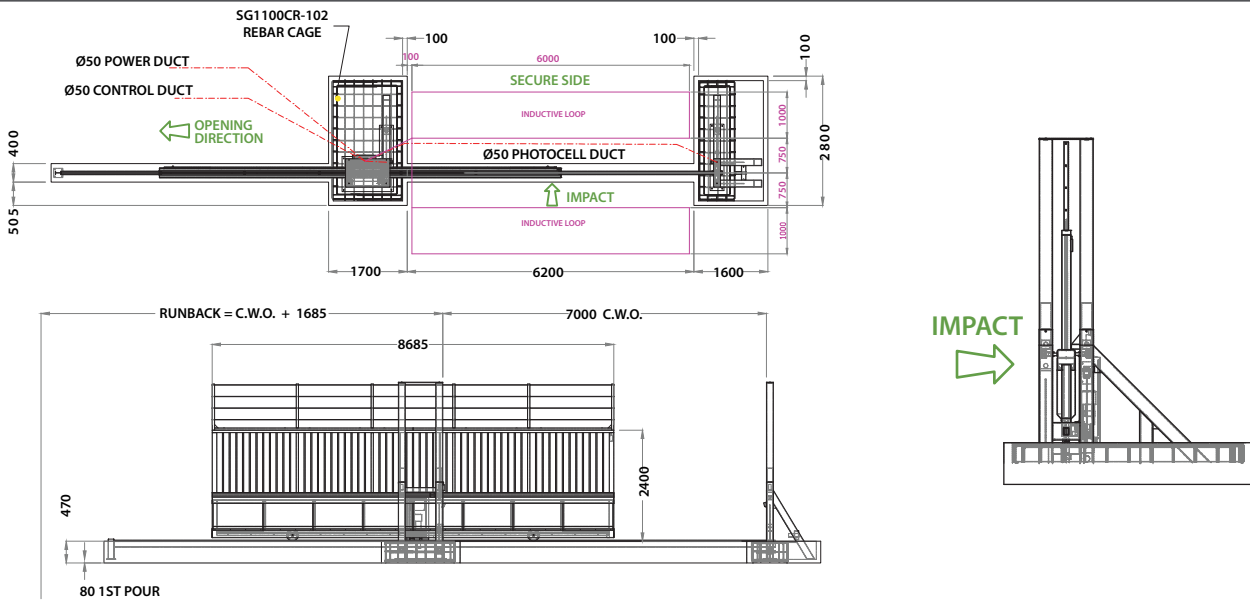 SG1100CR-102
REBAR CAGE
100
100
100
100
6000
Ø50 POWER DUCT
SECURE SIDE
Ø50 CONTROL DUCT
INDUCTIVE LOOP
1000
OPENING
DIRECTION
400
Ø50 PHOTOCELL DUCT
750
2800
750
IMPACT
505
INDUCTIVE LOOP
1000
1700
6200
1600
RUNBACK = C.W.O. + 1685
7000 C.W.O.
8685
2400
470
80 1ST POUR
IMPACT